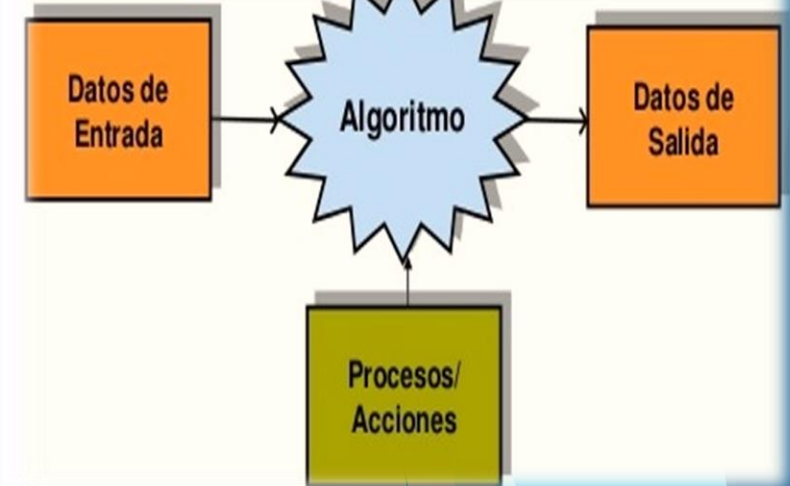 Datos de
Entrada
Algoritmo
Datos de
Salida
Procesos/
Acciones